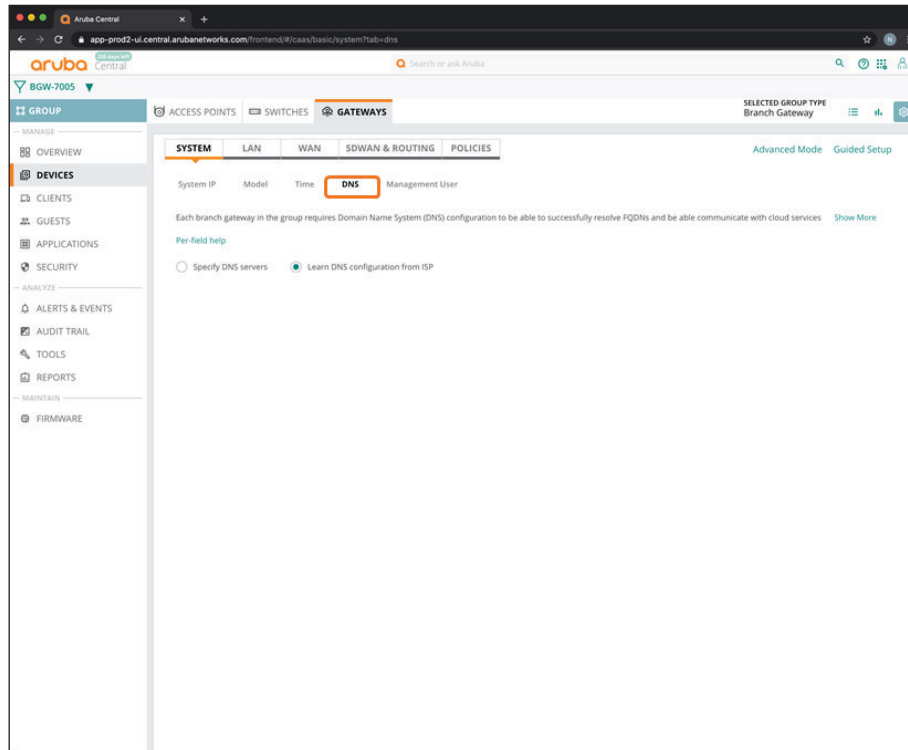 Aruba Central
app-prod2-ui.central.arubanetworks.com/frontend/#/caas/basic/system?tab=dns
N
aruba Central
Search or ask Aruba
BGW-7005
GROUP
ACCESS POINTS SWITCHES GATEWAYS
SELECTED GROUP TYPE
Branch Gateway
MANAGE
OVERVIEW
DEVICES
CLIENTS
GUESTS
APPLICATIONS
SECURITY
ANALYZE
ALERTS & EVENTS
AUDIT TRAIL
TOOLS
REPORTS
MAINTAIN
FIRMWARE
SYSTEM LAN WAN SDWAN & ROUTING POLICIES
Advanced Mode Guided Setup
System IP Model Time DNS Management User
Each branch gateway in the group requires Domain Name System (DNS) configuration to be able to successfully resolve FQDNs and be able communicate with cloud services Show More
Per-field help
Specify DNS servers Learn DNS configuration from ISP